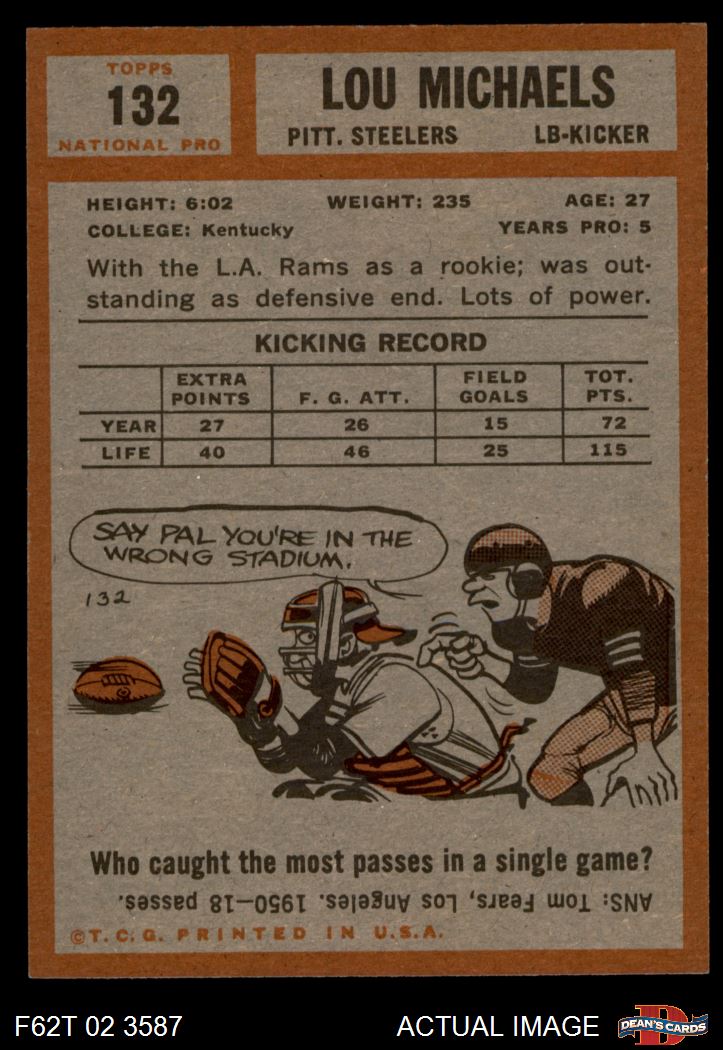 TOPPS
132
NATIONAL PRO
LOU MICHAELS
PITT. STEELERS LB-KICKER
HEIGHT: 6:02 WEIGHT: 235 AGE: 27
COLLEGE: Kentucky YEARS PRO: 5
With the L.A. Rams as a rookie; was out-
standing as defensive end. Lots of power.
KICKING RECORD
EXTRA POINTS F. G. ATT. FIELD GOALS TOT. PTS.
YEAR 27 26 15 72
LIFE 40 46 25 115
SAY PAL YOU'RE IN THE
WRONG STADIUM.
132
Who caught the most passes in a single game?
ANS: Tom Fears, Los Angeles. 1950—18 passes.
©T.C.G. PRINTED IN U.S.A.
F62T 02 3587 ACTUAL IMAGE
D
DEAN'S CARDS